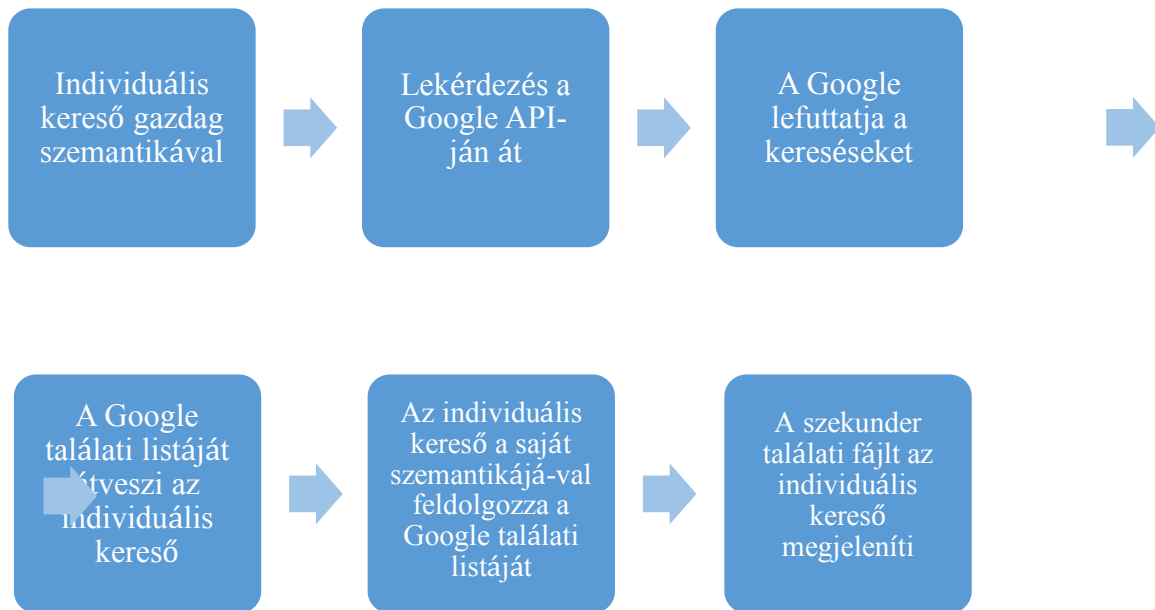 Individuális
kereső gazdag
szemantikával
Lekérdezés a
Google API-
ján át
A Google
lefuttatja a
kereséseket
A Google
találati listáját
átveszi az
individuális
kereső
Az individuális
kereső a saját
szemantikájá-val
feldolgozza a
Google találati
listáját
A szekunder
találati fájlt az
individuális
kereső
megjeleníti